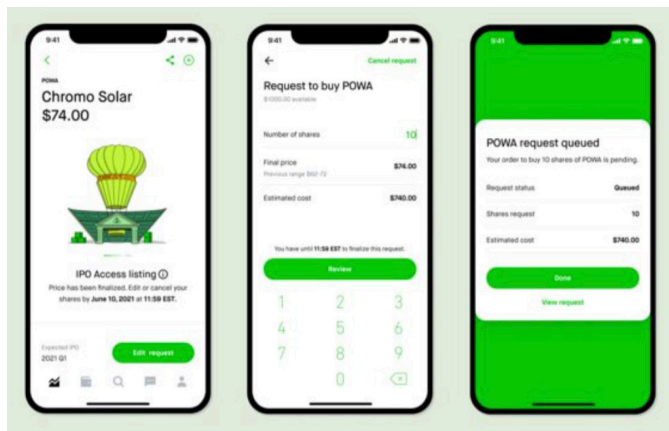 9:41
POWA
Chromo Solar
$74.00
IPO Access listing
Price has been finalized. Edit or cancel your
shares by June 10, 2021 at 11:59 EST.
Expected IPO
2021 Q1
Edit request
9:41
Cancel request
Request to buy POWA
$1000.00 available
Number of shares 10
Final price $74.00
Previous range $62-72
Estimated cost $740.00
You have until 11:59 EST to finalize this request.
Review
1 2 3
4 5 6
7 8 9
0
9:41
POWA request queued
Your order to buy 10 shares of POWA is pending.
Request status Queued
Shares request 10
Estimated cost $740.00
Done
View request